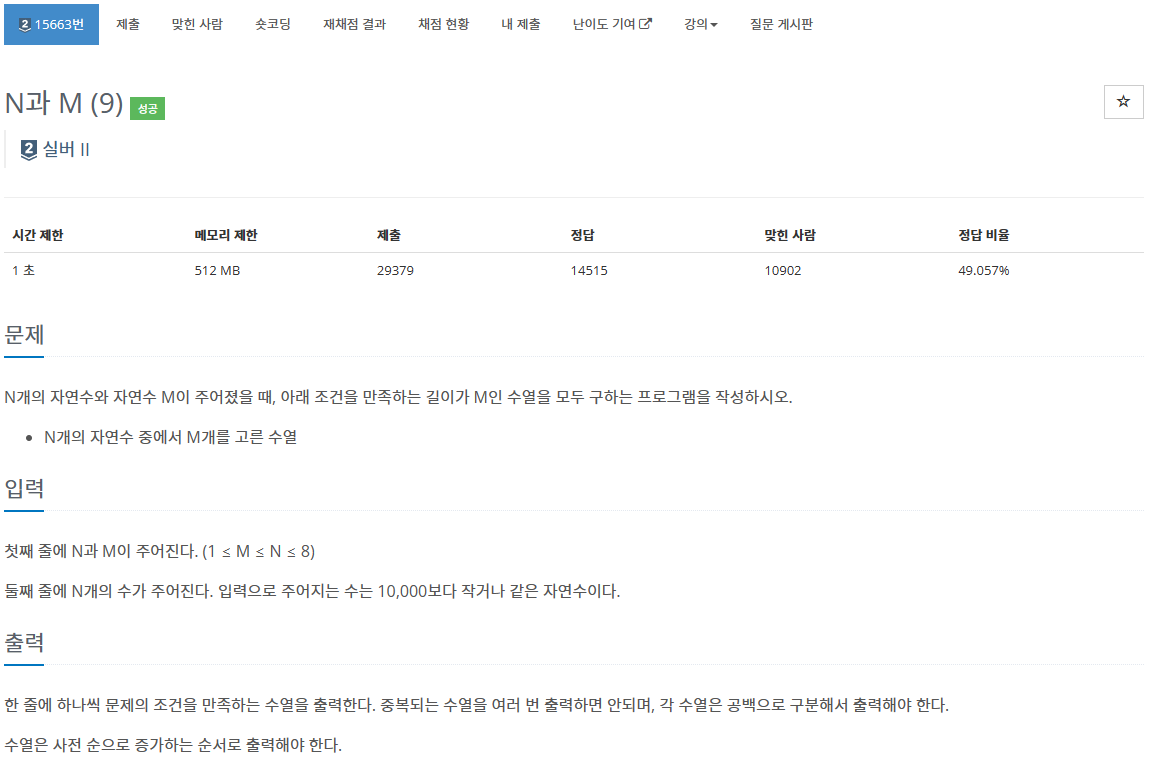 2 15663번 제출 맞힌 사람 숏코딩 재채점 결과 채점 현황 내 제출 난이도 기여 강의 질문 게시판
N과 M (9) 성공
2 실버 II
시간 제한 메모리 제한 제출 정답 맞힌 사람 정답 비율
1 초 512 MB 29379 14515 10902 49.057%
문제
N개의 자연수와 자연수 M이 주어졌을 때, 아래 조건을 만족하는 길이가 M인 수열을 모두 구하는 프로그램을 작성하시오.
• N개의 자연수 중에서 M개를 고른 수열
입력
첫째 줄에 N과 M이 주어진다. (1 ≤ M ≤ N ≤ 8)
둘째 줄에 N개의 수가 주어진다. 입력으로 주어지는 수는 10,000보다 작거나 같은 자연수이다.
출력
한 줄에 하나씩 문제의 조건을 만족하는 수열을 출력한다. 중복되는 수열을 여러 번 출력하면 안되며, 각 수열은 공백으로 구분해서 출력해야 한다.
수열은 사전 순으로 증가하는 순서로 출력해야 한다.